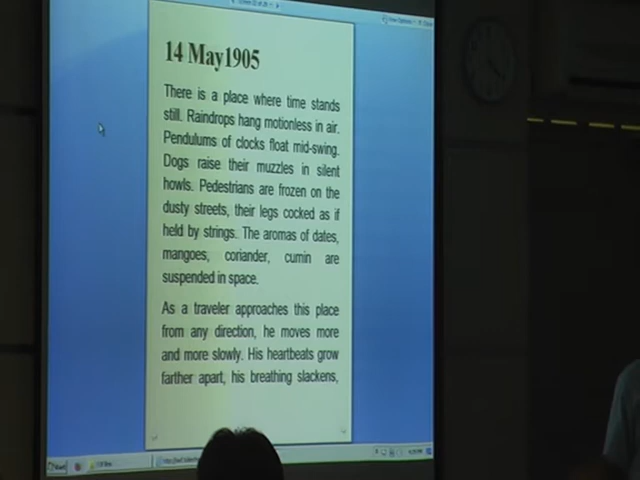 14 May1905
There is a place where time stands
still. Raindrops hang motionless in air.
Pendulums of clocks float mid-swing.
Dogs raise their muzzles in silent
howls. Pedestrians are frozen on the
dusty streets, their legs cocked as if
held by strings. The aromas of dates,
mangoes, coriander, cumin are
suspended in space.
As a traveler approaches this place
from any direction, he moves more
and more slowly. His heartbeats grow
farther apart, his breathing slackens,